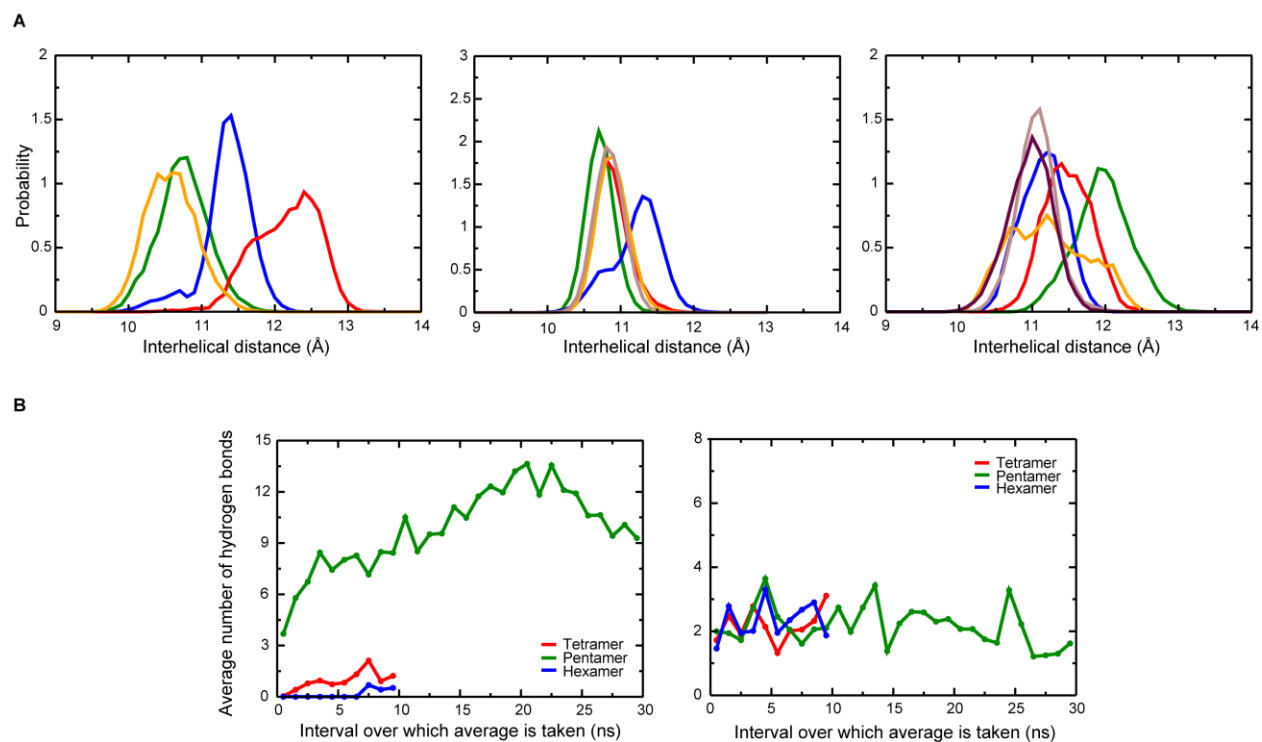 A
2
1.5
1
0.5
0
Probability
9 10 11 12 13 14
Interhelical distance (Å)
3
2.5
2
1.5
1
0.5
0
9 10 11 12 13 14
Interhelical distance (Å)
2
1.5
1
0.5
0
9 10 11 12 13 14
Interhelical distance (Å)
B
15
12
9
6
3
0
Average number of hydrogen bonds
Tetramer
Pentamer
Hexamer
0 5 10 15 20 25 30
Interval over which average is taken (ns)
8
6
4
2
0
Tetramer
Pentamer
Hexamer
0 5 10 15 20 25 30
Interval over which average is taken (ns)